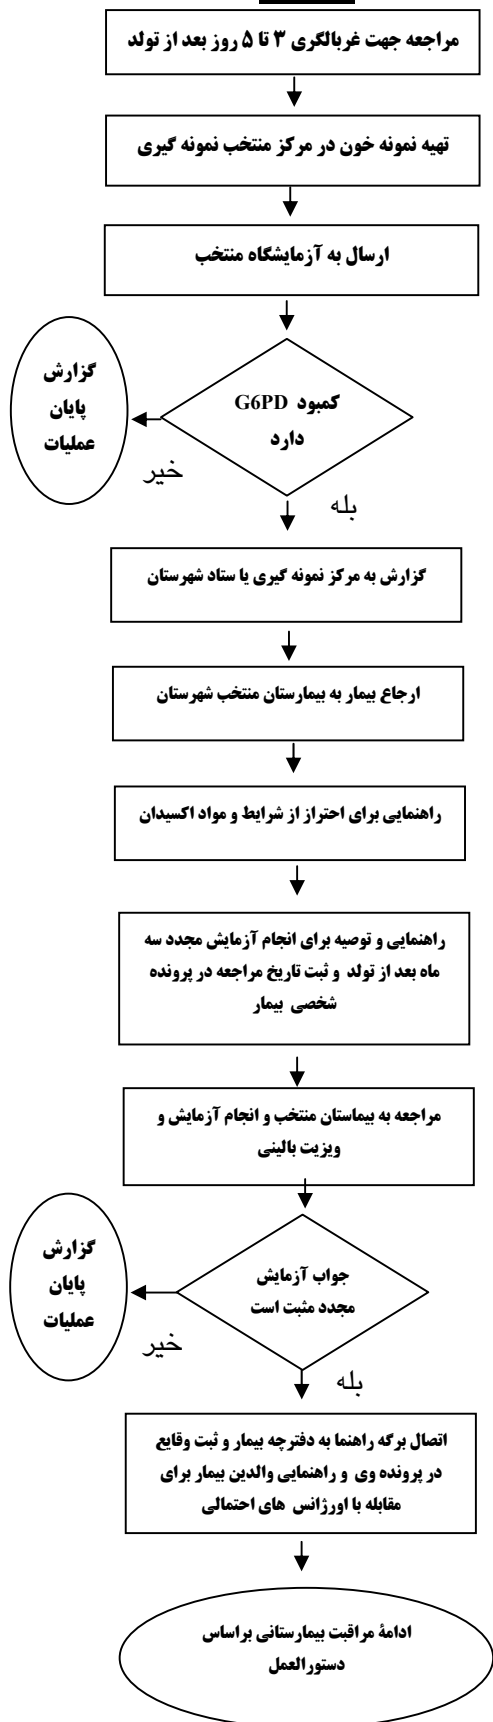 مراجعه جهت غربالگری ۳ تا ۵ روز بعد از تولد
تهیه نمونه خون در مرکز منتخب نمونه گیری
ارسال به آزمایشگاه منتخب
کمبود G6PD
دارد
گزارش
پایان
عملیات
خیر
بله
گزارش به مرکز نمونه گیری یا ستاد شهرستان
ارجاع بیمار به بیمارستان منتخب شهرستان
راهنمایی برای احتراز از شرایط و مواد اکسیدان
راهنمایی و توصیه برای انجام آزمایش مجدد سه
ماه بعد از تولد و ثبت تاریخ مراجعه در پرونده
شخصی بیمار
مراجعه به بیماستان منتخب و انجام آزمایش و
ویزیت بالینی
جواب آزمایش
مجدد مثبت است
گزارش
پایان
عملیات
خیر
بله
اتصال برگه راهنما به دفترچه بیمار و ثبت وقایع
در پرونده وی و راهنمایی والدین بیمار برای
مقابله با اورژانس های احتمالی
ادامهٔ مراقبت بیمارستانی براساس
دستورالعمل